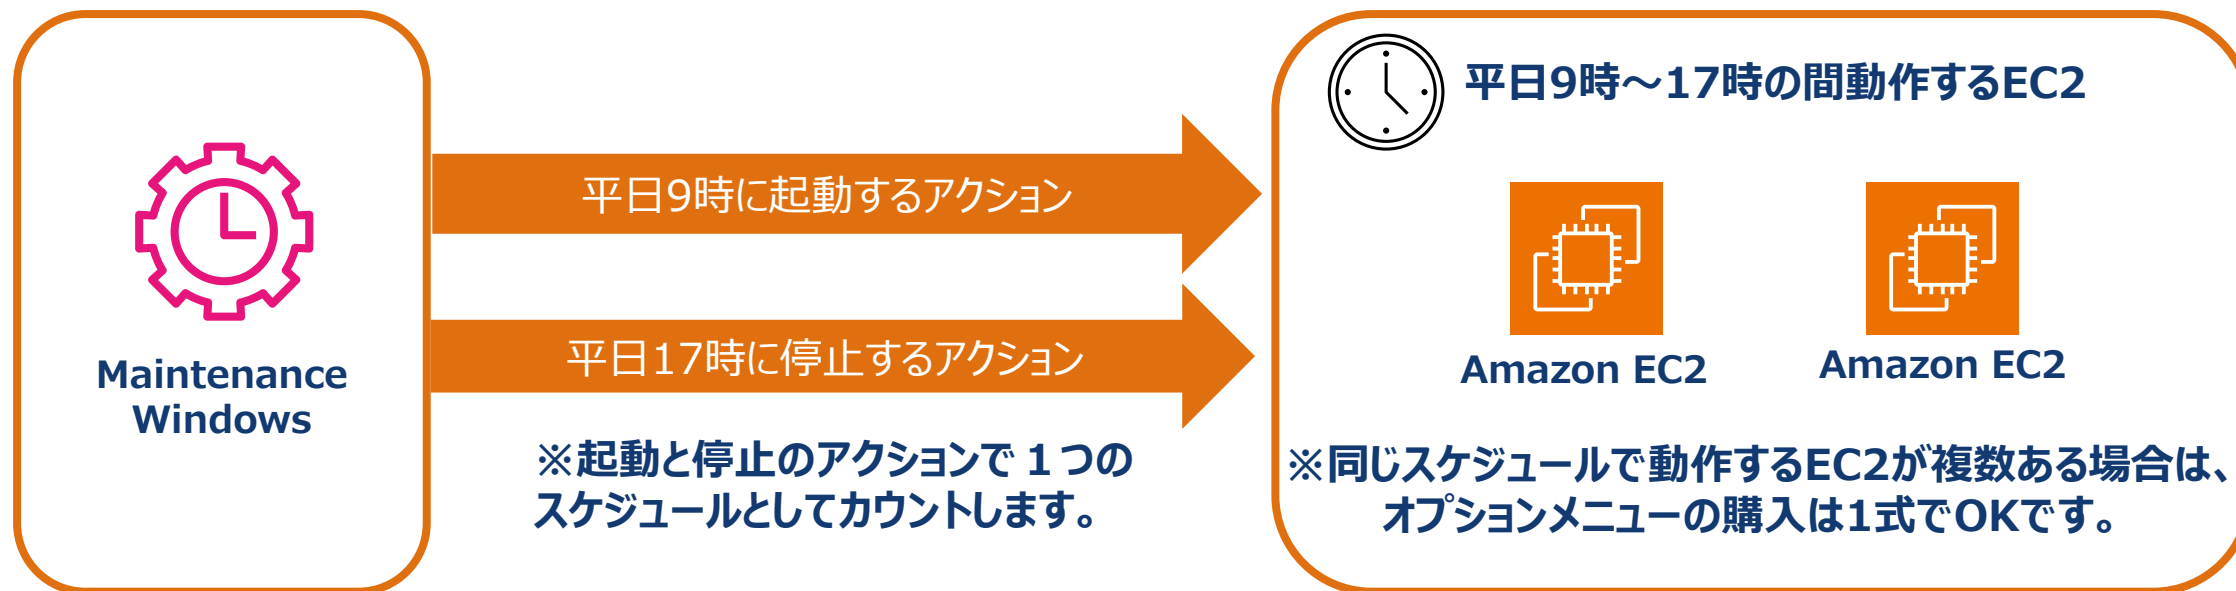 Maintenance
Windows
平日9時に起動するアクション
平日17時に停止するアクション
※起動と停止のアクションで１つの
スケジュールとしてカウントします。
平日9時～17時の間動作するEC2
Amazon EC2
Amazon EC2
※同じスケジュールで動作するEC2が複数ある場合は、
オプションメニューの購入は1式でOKです。